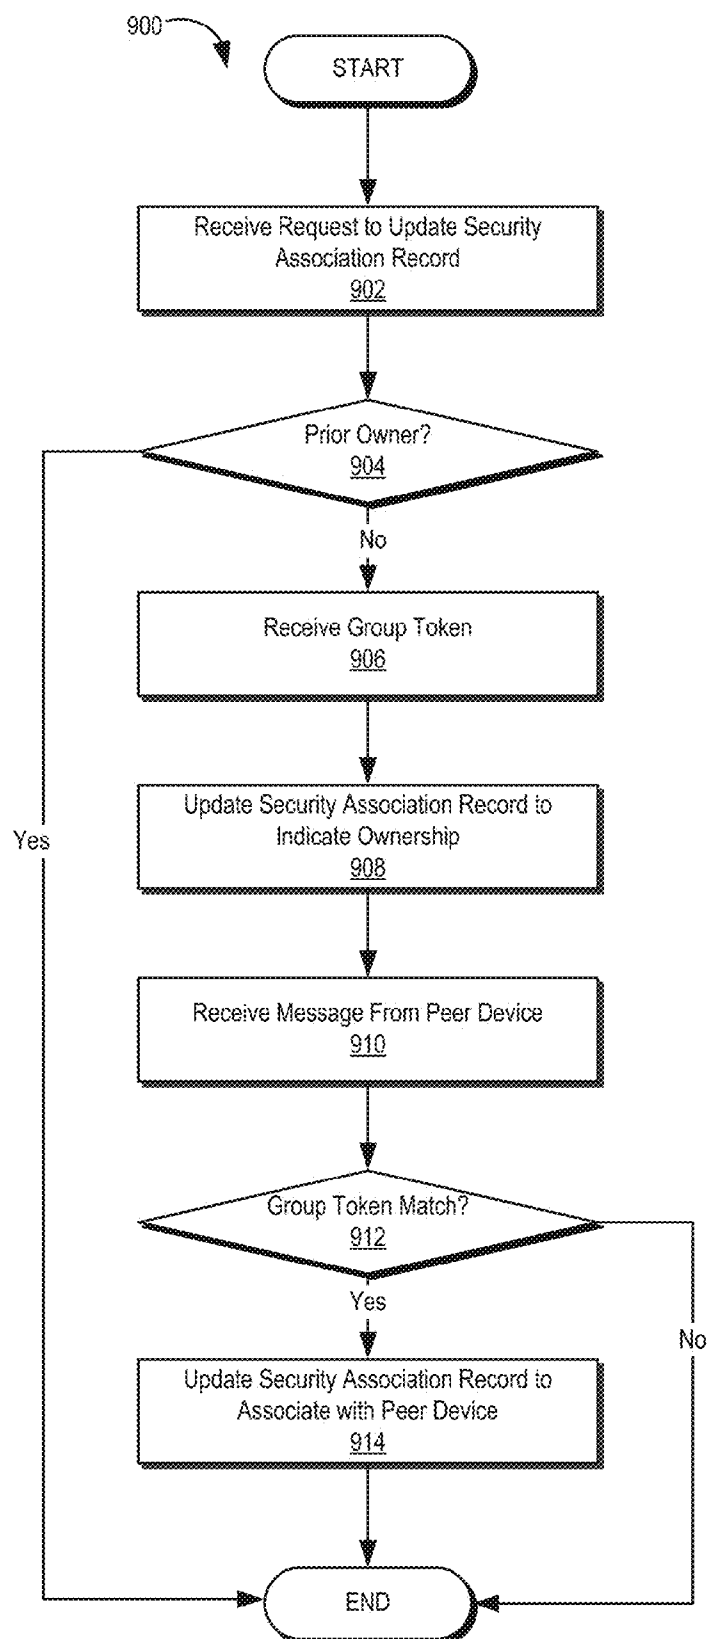 900
START
Receive Request to Update Security
Association Record
902
Prior Owner?
904
No
Receive Group Token
906
Update Security Association Record to
Indicate Ownership
908
Yes
Receive Message From Peer Device
910
Group Token Match?
912
Yes
No
Update Security Association Record to
Associate with Peer Device
914
END